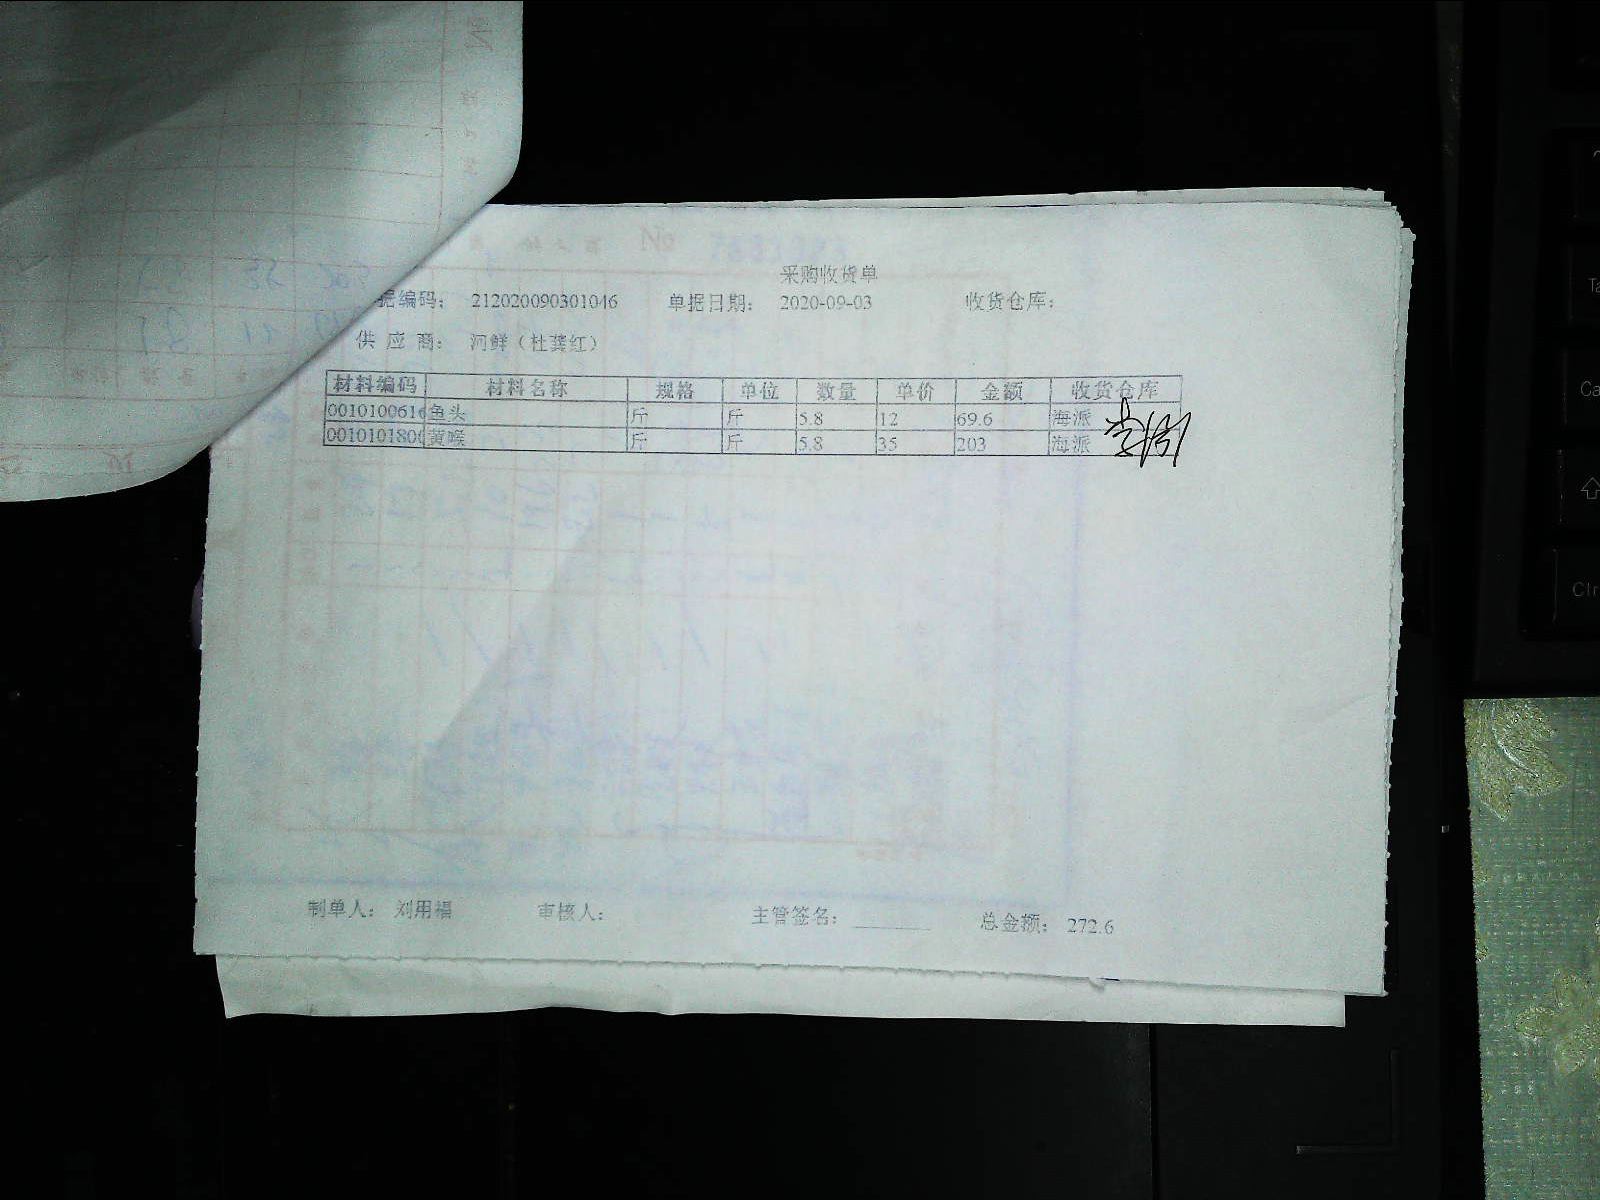 采购收货单
据编码： 212020090301046 单据日期： 2020-09-03 收货仓库：
供 应 商： 河鲜（杜龚红）
材料编码 材料名称 规格 单位 数量 单价 金额 收货仓库
0010100616 鱼头 斤 斤 5.8 12 69.6 海派
001010180 黄喉 斤 斤 5.8 35 203 海派
制单人： 刘用福 审核人： 主管签名： 总金额： 272.6